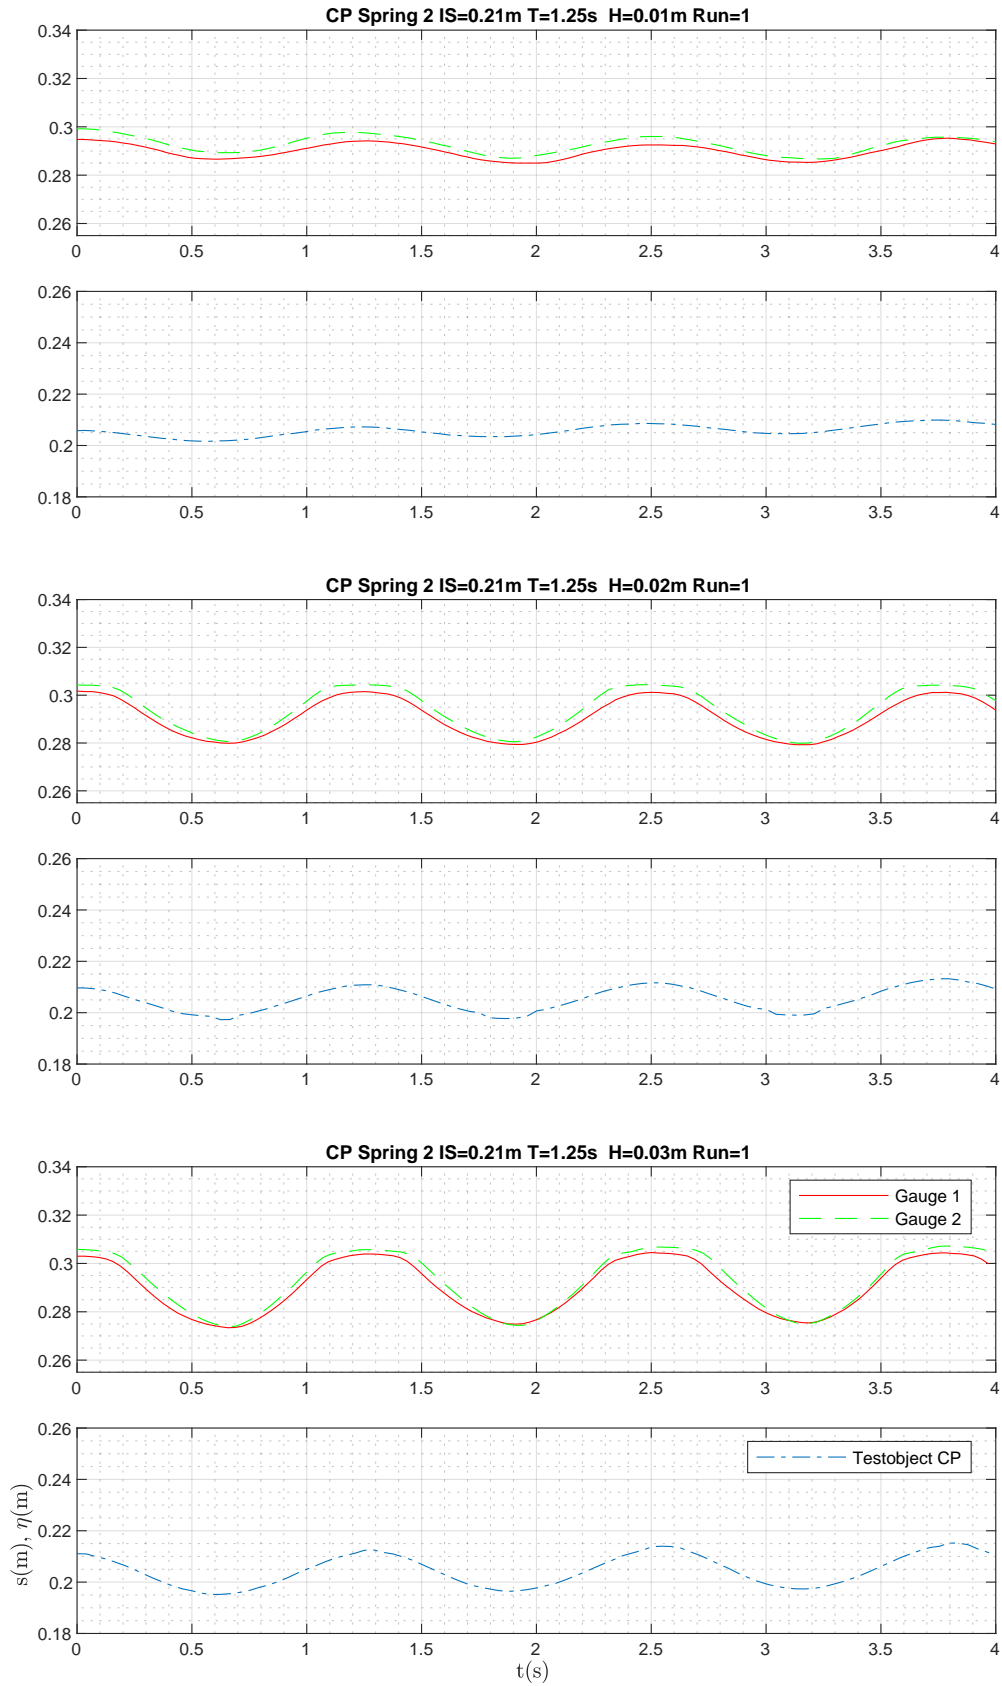 CP Spring 2 IS=0.21m T=1.25s H=0.01m Run=1
0.34
0.32
0.3
0.28
0.26
0 0.5 1 1.5 2 2.5 3 3.5 4
0.26
0.24
0.22
0.2
0.18
0 0.5 1 1.5 2 2.5 3 3.5 4
CP Spring 2 IS=0.21m T=1.25s H=0.02m Run=1
0.34
0.32
0.3
0.28
0.26
0 0.5 1 1.5 2 2.5 3 3.5 4
0.26
0.24
0.22
0.2
0.18
0 0.5 1 1.5 2 2.5 3 3.5 4
CP Spring 2 IS=0.21m T=1.25s H=0.03m Run=1
0.34
Gauge 1
Gauge 2
0.32
0.3
0.28
0.26
0 0.5 1 1.5 2 2.5 3 3.5 4
0.26
Testobject CP
0.24
0.22
0.2
0.18
s(m), η(m)
0 0.5 1 1.5 2 2.5 3 3.5 4
t(s)